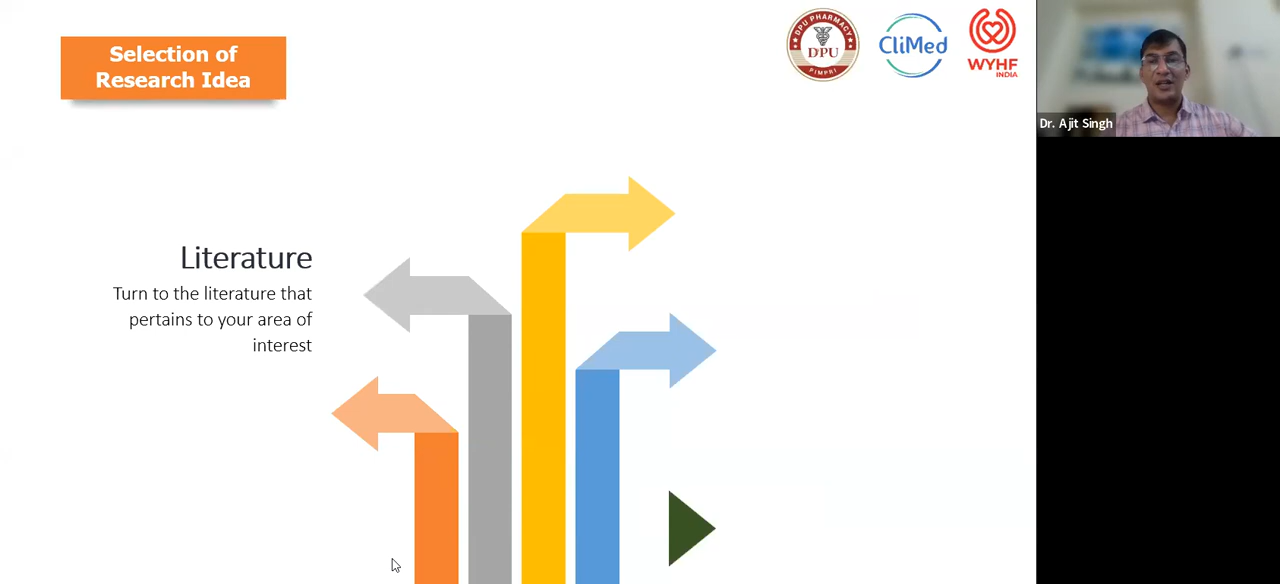 Selection of
Research Idea
DPU PHARMACY
DPU
PIMPRI
CliMed
WYHF
INDIA
Dr. Ajit Singh
Literature
Turn to the literature that
pertains to your area of
interest